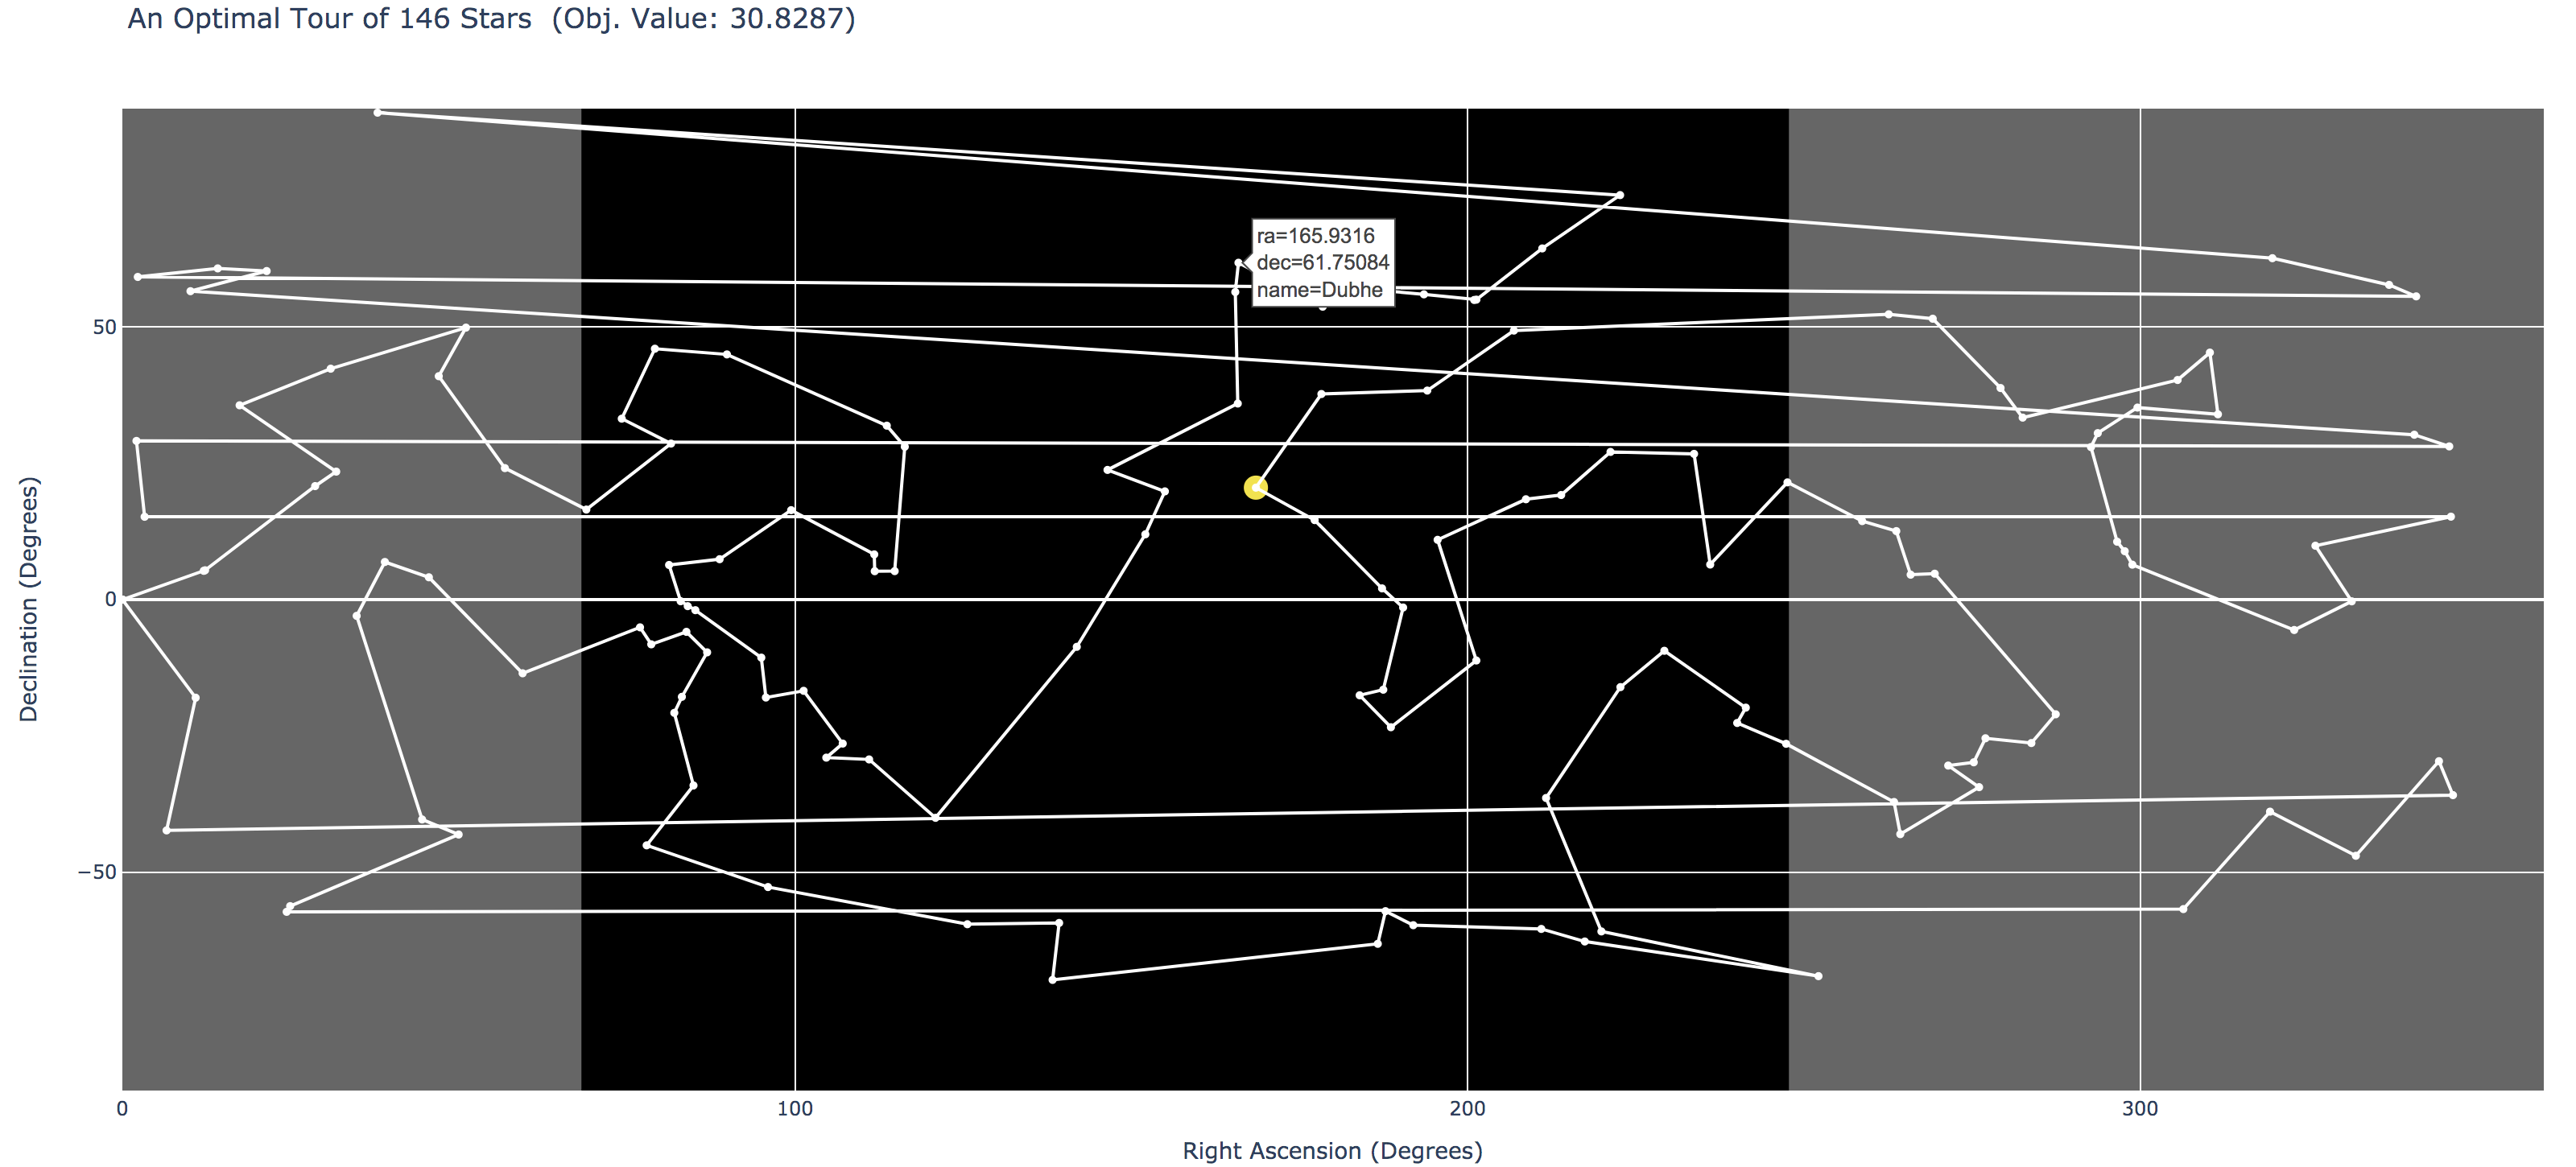 An Optimal Tour of 146 Stars (Obj. Value: 30.8287)
ra=165.9316
dec=61.75084
name=Dubhe
50
0
−50
Declination (Degrees)
0
100
200
300
Right Ascension (Degrees)